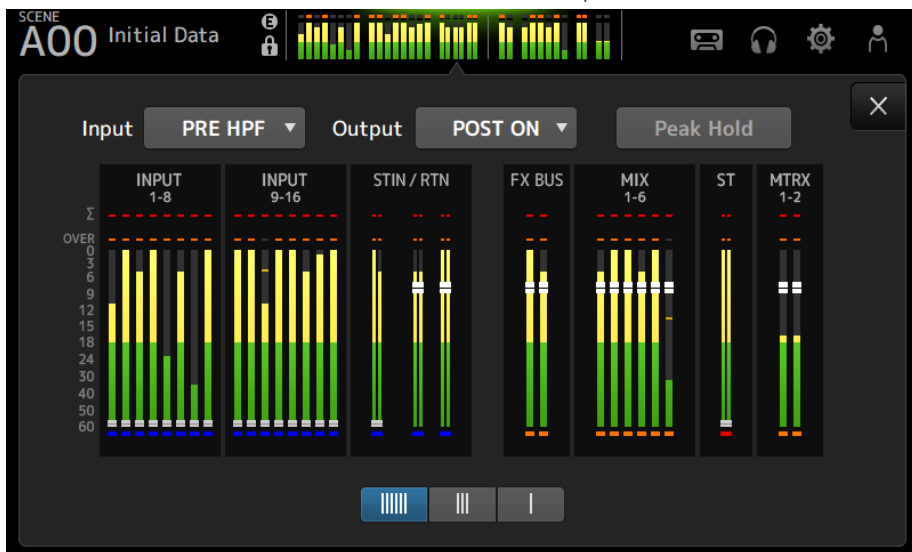 SCENE
A00 Initial Data
E
Input PRE HPF Output POST ON Peak Hold
INPUT INPUT STIN / RTN FX BUS MIX ST MTRX
1-8 9-16 1-6 1-2
Σ
OVER
0
3
6
9
12
15
18
24
30
40
50
60